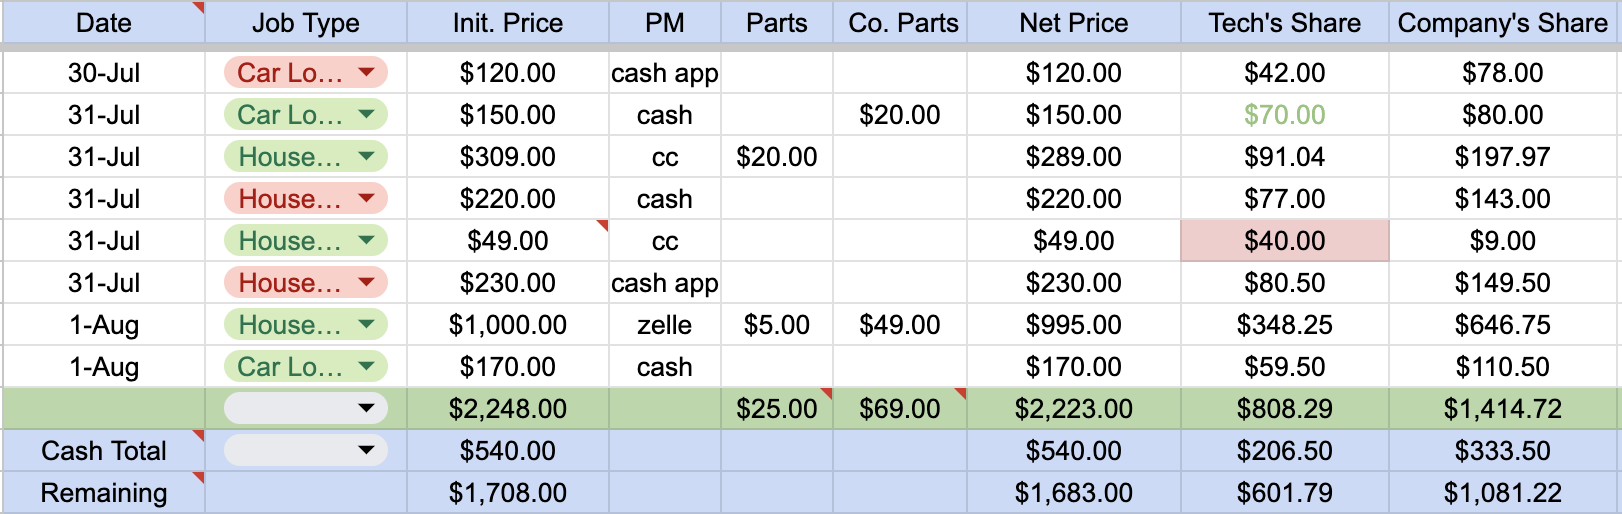 Date Job Type Init. Price PM Parts Co. Parts Net Price Tech's Share Company's Share
30-Jul Car Lo... $120.00 cash app $120.00 $42.00 $78.00
31-Jul Car Lo... $150.00 cash $20.00 $150.00 $70.00 $80.00
31-Jul House... $309.00 cc $20.00 $289.00 $91.04 $197.97
31-Jul House... $220.00 cash $220.00 $77.00 $143.00
31-Jul House... $49.00 cc $49.00 $40.00 $9.00
31-Jul House... $230.00 cash app $230.00 $80.50 $149.50
1-Aug House... $1,000.00 zelle $5.00 $49.00 $995.00 $348.25 $646.75
1-Aug Car Lo... $170.00 cash $170.00 $59.50 $110.50
$2,248.00 $25.00 $69.00 $2,223.00 $808.29 $1,414.72
Cash Total $540.00 $540.00 $206.50 $333.50
Remaining $1,708.00 $1,683.00 $601.79 $1,081.22